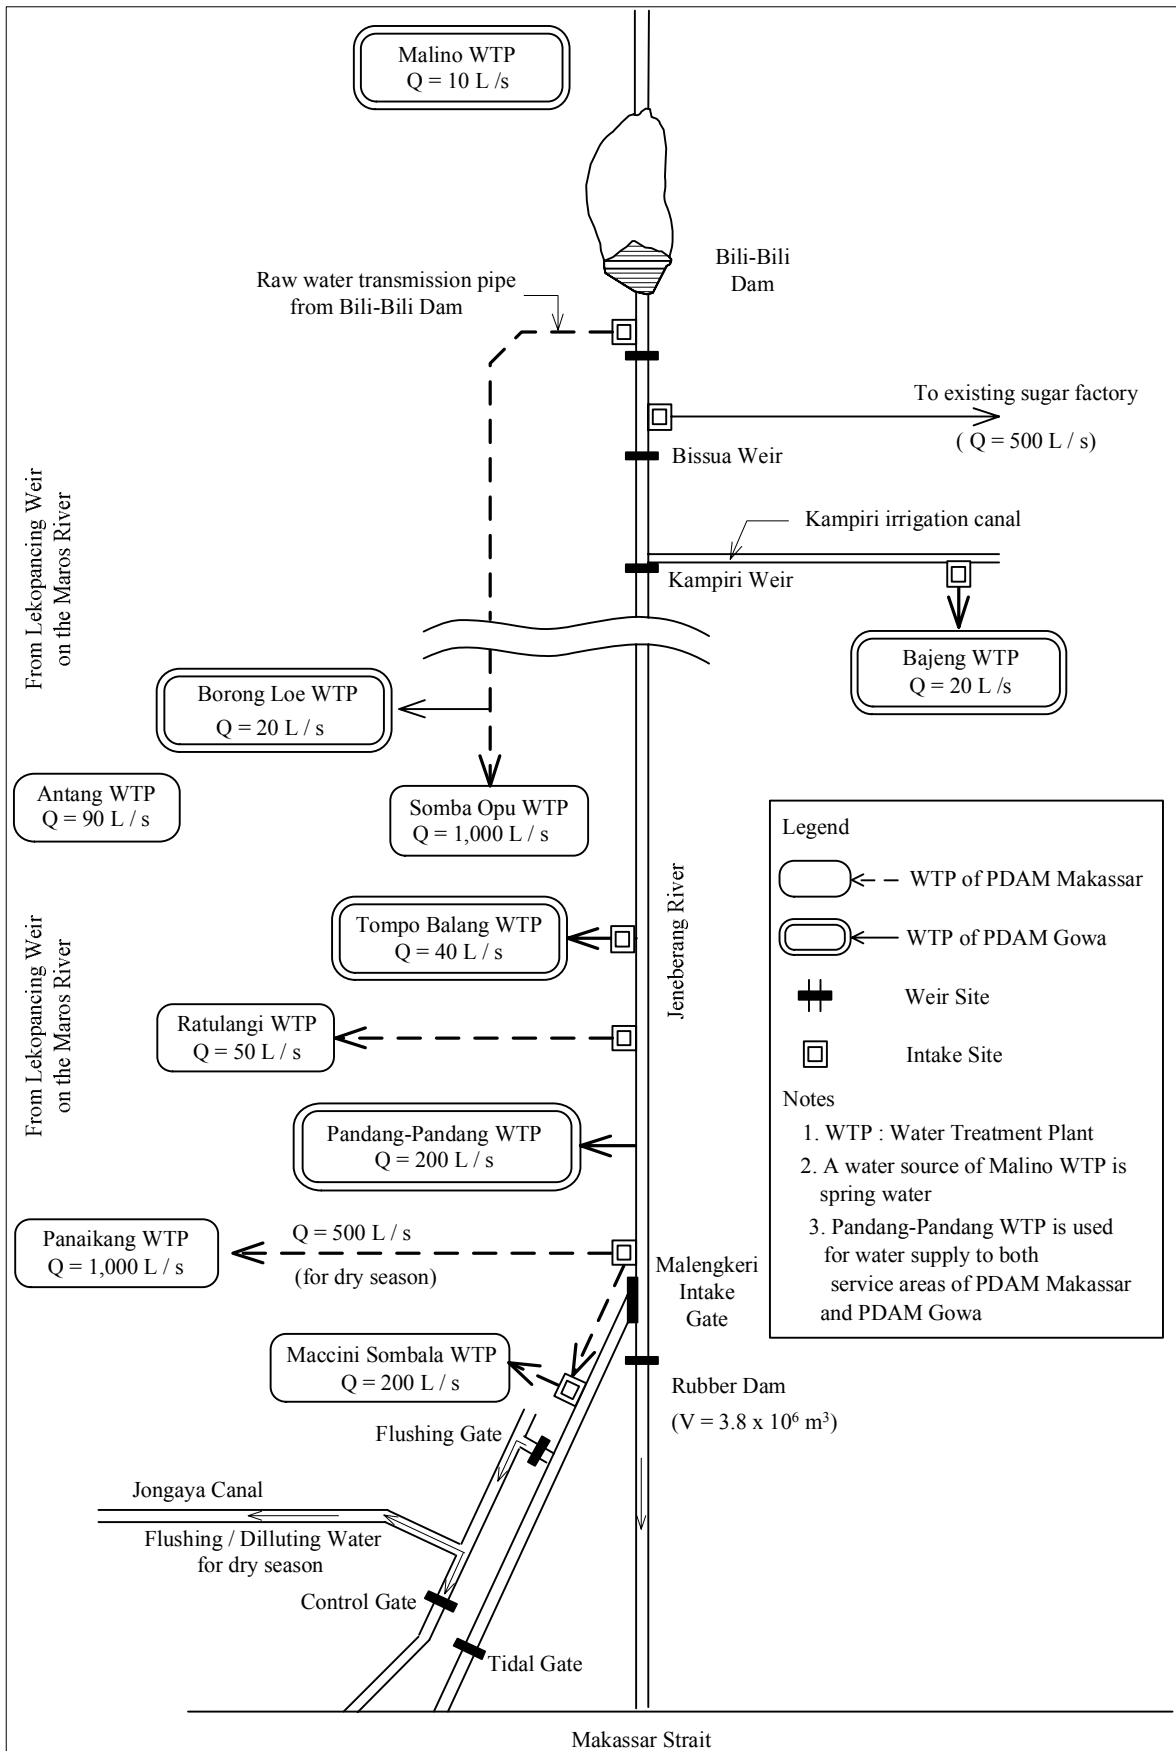 Malino WTP
Q = 10 L /s
Bili-Bili
Dam
Raw water transmission pipe
from Bili-Bili Dam
To existing sugar factory
( Q = 500 L / s)
Bissua Weir
From Lekopancing Weir
on the Maros River
Kampiri irrigation canal
Kampiri Weir
Bajeng WTP
Q = 20 L /s
Borong Loe WTP
Q = 20 L / s
Antang WTP
Q = 90 L / s
Somba Opu WTP
Q = 1,000 L / s
Legend
WTP of PDAM Makassar
WTP of PDAM Gowa
Weir Site
Intake Site
Notes
1. WTP : Water Treatment Plant
2. A water source of Malino WTP is
spring water
3. Pandang-Pandang WTP is used
for water supply to both
service areas of PDAM Makassar
and PDAM Gowa
Jeneberang River
Tompo Balang WTP
Q = 40 L / s
From Lekopancing Weir
on the Maros River
Ratulangi WTP
Q = 50 L / s
Pandang-Pandang WTP
Q = 200 L / s
Panaikang WTP
Q = 1,000 L / s
Q = 500 L / s
(for dry season)
Malengkeri
Intake
Gate
Maccini Sombala WTP
Q = 200 L / s
Rubber Dam
(V = 3.8 x 10⁶ m³)
Flushing Gate
Jongaya Canal
Flushing / Dilluting Water
for dry season
Control Gate
Tidal Gate
Makassar Strait